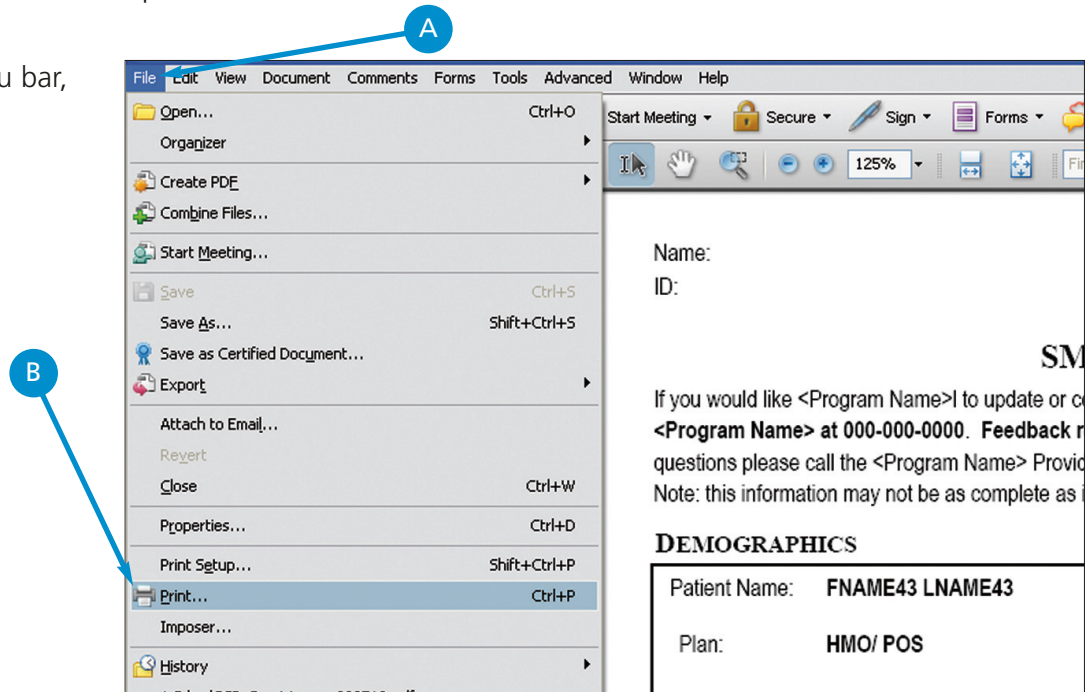 A
u bar,
File Edit View Document Comments Forms Tools Advanced Window Help
Open... Ctrl+O
Start Meeting Secure Sign Forms
Organizer
125%
Create PDF
Combine Files...
Start Meeting...
Name:
ID:
Save Ctrl+S
Save As... Shift+Ctrl+S
Save as Certified Document...
SM
B
Export
If you would like <Program Name>l to update or c
Attach to Email...
<Program Name> at 000-000-0000. Feedback r
Revert
questions please call the <Program Name> Provid
Close Ctrl+W
Note: this information may not be as complete as i
Properties... Ctrl+D
DEMOGRAPHICS
Print Setup... Shift+Ctrl+P
Print... Ctrl+P
Patient Name: FNAME43 LNAME43
Imposer...
Plan: HMO/ POS
History